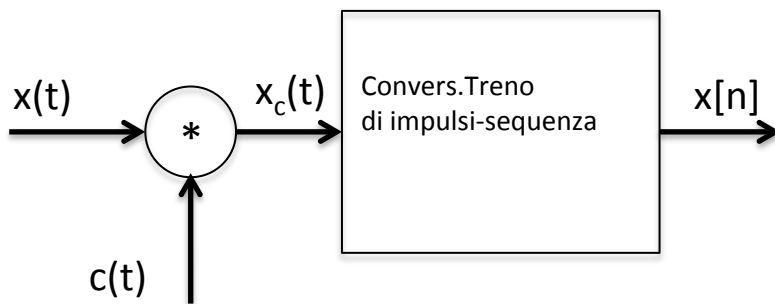 x(t)
*
x_c(t)
Convers.Treno
di impulsi-sequenza
x[n]
c(t)